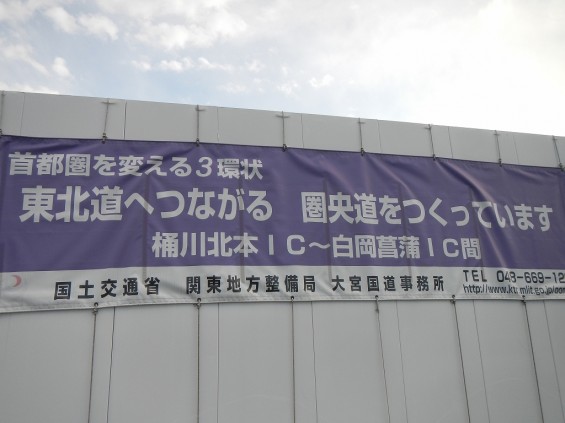 首都圏を変える3環状
東北道へつながる 圏央道をつくっています
桶川北本IC～白岡菖蒲IC間
国土交通省 関東地方整備局 大宮国道事務所
TEL 048-669-12